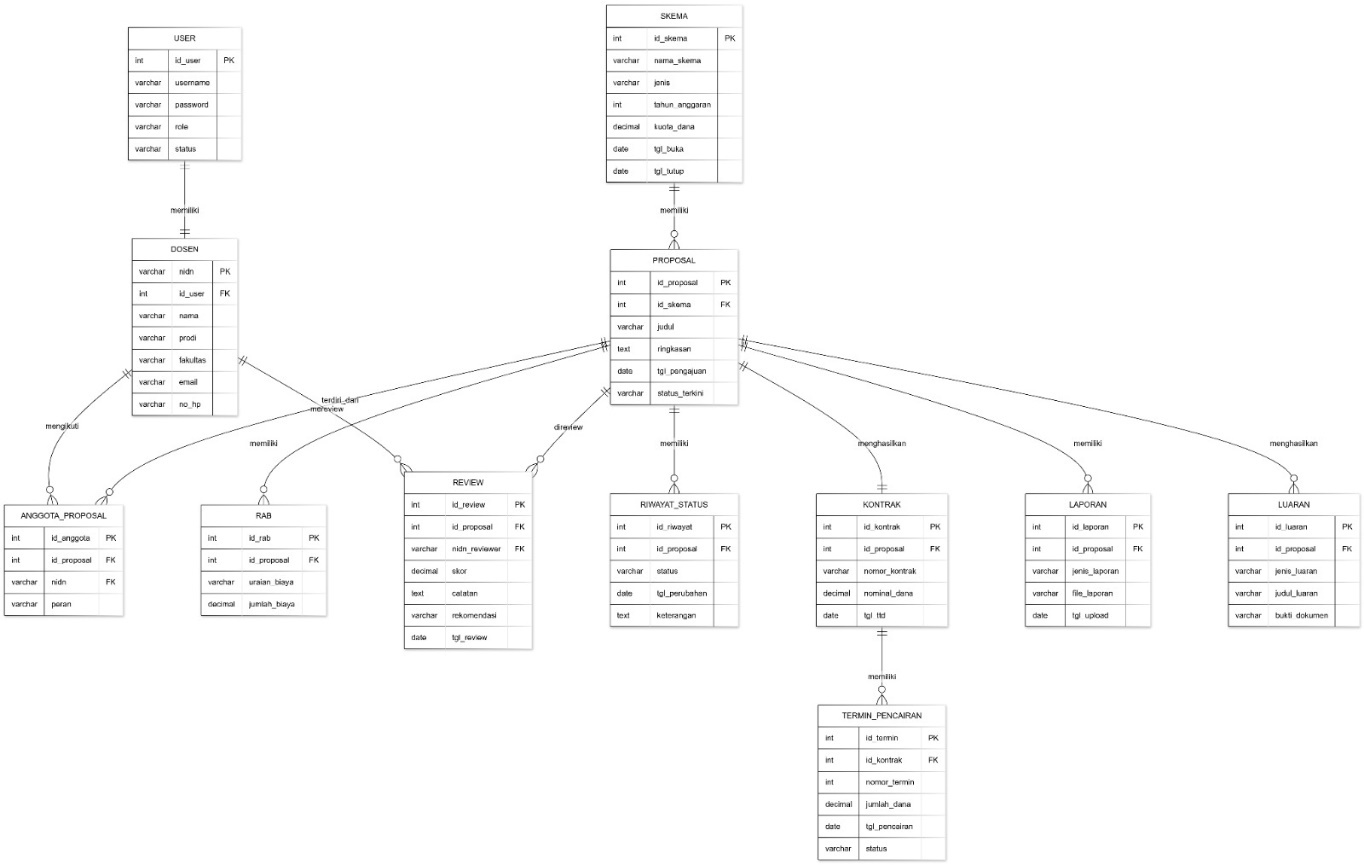 USER
int id_user PK
varchar username
varchar password
varchar role
varchar status
SKEMA
int id_skema PK
varchar nama_skema
varchar jenis
int tahun_anggaran
decimal kuota_dana
date tgl_buka
date tgl_tutup
memiliki
memiliki
DOSEN
varchar nidn PK
int id_user FK
varchar nama
varchar prodi
varchar fakultas
varchar email
varchar no_hp
PROPOSAL
int id_proposal PK
int id_skema FK
varchar judul
text ringkasan
date tgl_pengajuan
varchar status_terkini
mengikuti
terdiri_dari
mereview
memiliki
direview
memiliki
menghasilkan
memiliki
menghasilkan
ANGGOTA_PROPOSAL
int id_anggota PK
int id_proposal FK
varchar nidn FK
varchar peran
RAB
int id_rab PK
int id_proposal FK
varchar uraian_biaya
decimal jumlah_biaya
REVIEW
int id_review PK
int id_proposal FK
varchar nidn_reviewer FK
decimal skor
text catatan
varchar rekomendasi
date tgl_review
RIWAYAT_STATUS
int id_riwayat PK
int id_proposal FK
varchar status
date tgl_perubahan
text keterangan
KONTRAK
int id_kontrak PK
int id_proposal FK
varchar nomor_kontrak
decimal nominal_dana
date tgl_ttd
LAPORAN
int id_laporan PK
int id_proposal FK
varchar jenis_laporan
varchar file_laporan
date tgl_upload
LUARAN
int id_luaran PK
int id_proposal FK
varchar jenis_luaran
varchar judul_luaran
varchar bukti_dokumen
memiliki
TERMIN_PENCAIRAN
int id_termin PK
int id_kontrak FK
int nomor_termin
decimal jumlah_dana
date tgl_pencairan
varchar status